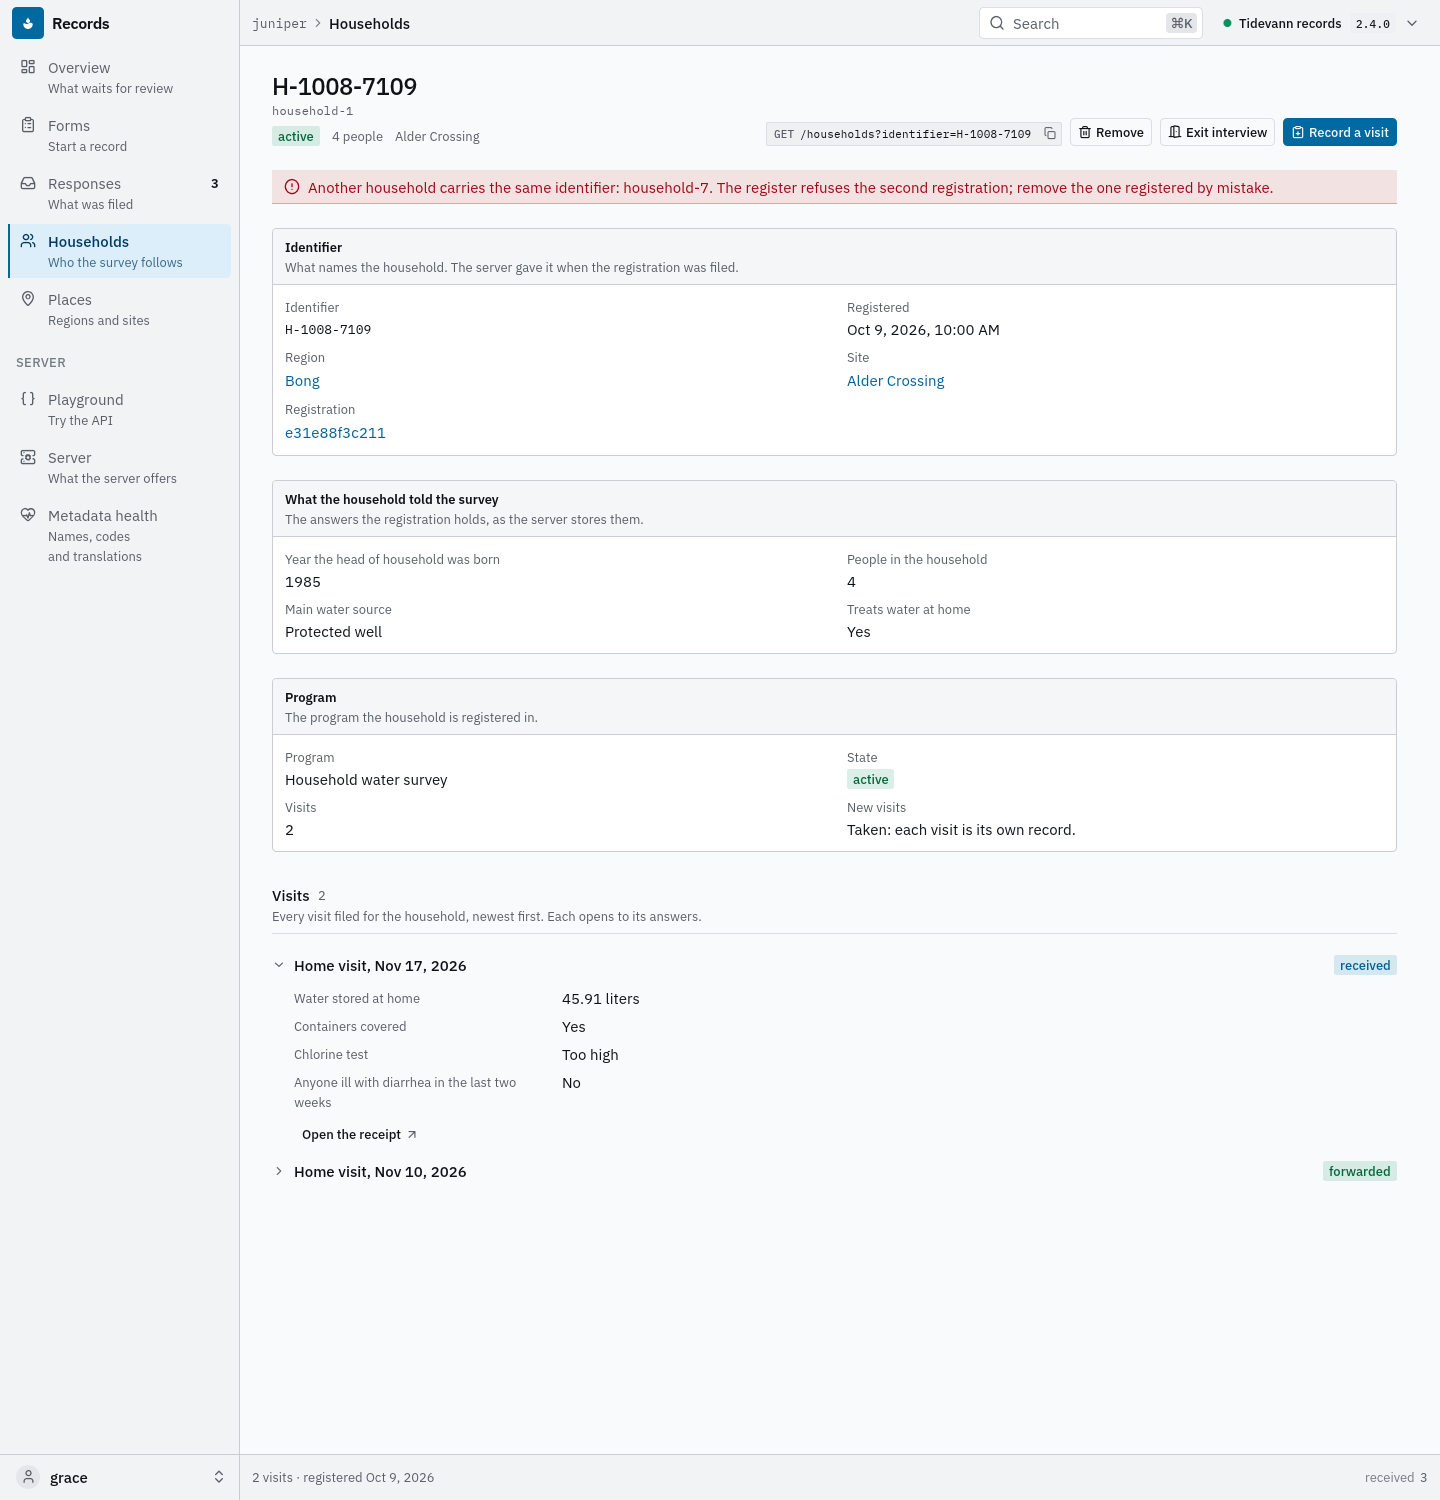 Records
juniper > Households
Search ⌘K
Tidevann records 2.4.0
Overview
What waits for review
Forms
Start a record
Responses 3
What was filed
Households
Who the survey follows
Places
Regions and sites
SERVER
Playground
Try the API
Server
What the server offers
Metadata health
Names, codes
and translations
H-1008-7109
household-1
active 4 people Alder Crossing
GET /households?identifier=H-1008-7109
Remove
Exit interview
Record a visit
Another household carries the same identifier: household-7. The register refuses the second registration; remove the one registered by mistake.
Identifier
What names the household. The server gave it when the registration was filed.
Identifier Registered
H-1008-7109 Oct 9, 2026, 10:00 AM
Region Site
Bong Alder Crossing
Registration
e31e88f3c211
What the household told the survey
The answers the registration holds, as the server stores them.
Year the head of household was born People in the household
1985 4
Main water source Treats water at home
Protected well Yes
Program
The program the household is registered in.
Program State
Household water survey active
Visits New visits
2 Taken: each visit is its own record.
Visits 2
Every visit filed for the household, newest first. Each opens to its answers.
Home visit, Nov 17, 2026 received
Water stored at home 45.91 liters
Containers covered Yes
Chlorine test Too high
Anyone ill with diarrhea in the last two No
weeks
Open the receipt
Home visit, Nov 10, 2026 forwarded
grace
2 visits · registered Oct 9, 2026
received 3